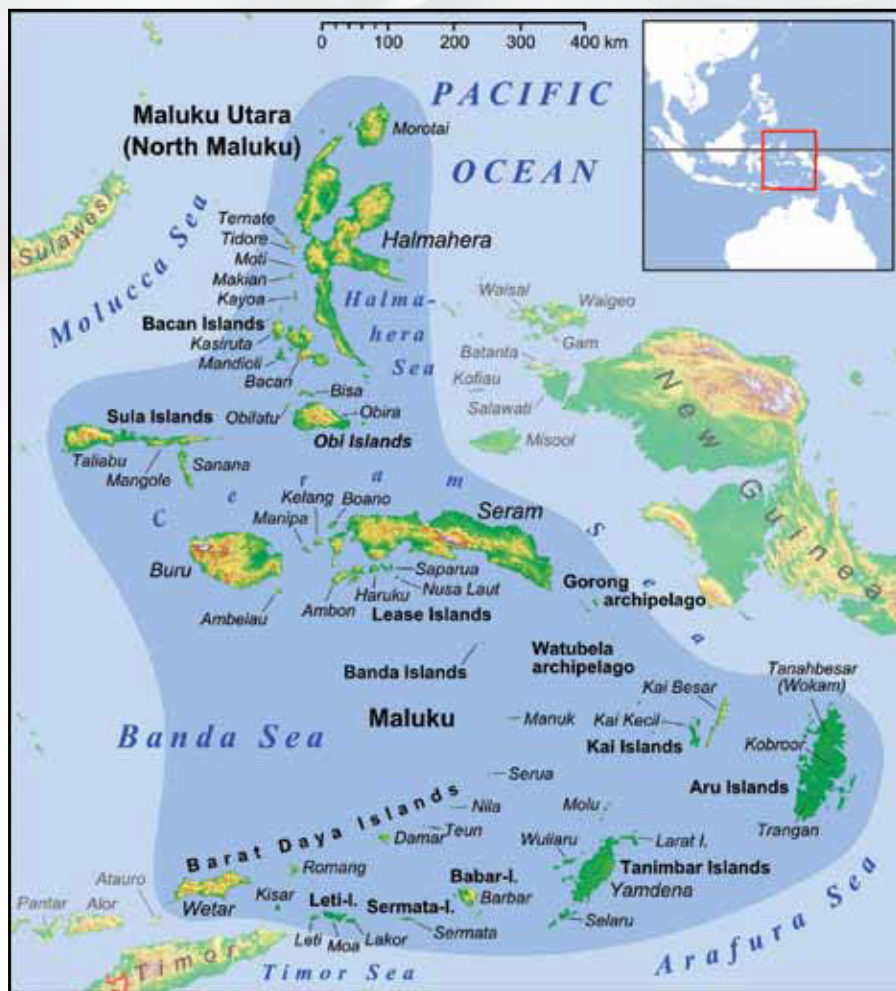 0 100 200 300 400 km
PACIFIC
OCEAN
Maluku Utara
(North Maluku)
Morotai
Sulawesi
Molucca Sea
Ternate
Tidore
Moti
Makian
Kayoa
Halmahera
Halma-
hera
Sea
Bacan Islands
Kasiruta
Mandioli
Bacan
Bisa
Obilatu
Obira
Obi Islands
Waisai
Waigeo
Gam
Batanta
Kofiau
Salawati
Misool
New Guinea
Sula Islands
Taliabu
Mangole
Sanana
Ceram Sea
Kelang
Boano
Manipa
Seram
Buru
Ambelau
Saparua
Nusa Laut
Haruku
Ambon
Lease Islands
Gorong
archipelago
Banda Islands
Watubela
archipelago
Tanahbesar
(Wokam)
Kai Besar
Maluku
Manuk
Kai Kecil
Kai Islands
Kobroor
Banda Sea
Aru Islands
Serua
Trangan
Barat Daya Islands
Nila
Molu
Teun
Damar
Wuliaru
Larat I.
Romang
Tanimbar Islands
Yamdena
Babar-I.
Barbar
Atauro
Wetar
Kisar
Leti-I.
Sermata-I.
Pantar
Alor
Selaru
Leti
Moa
Lakor
Sermata
Timor
Timor Sea
Arafura Sea